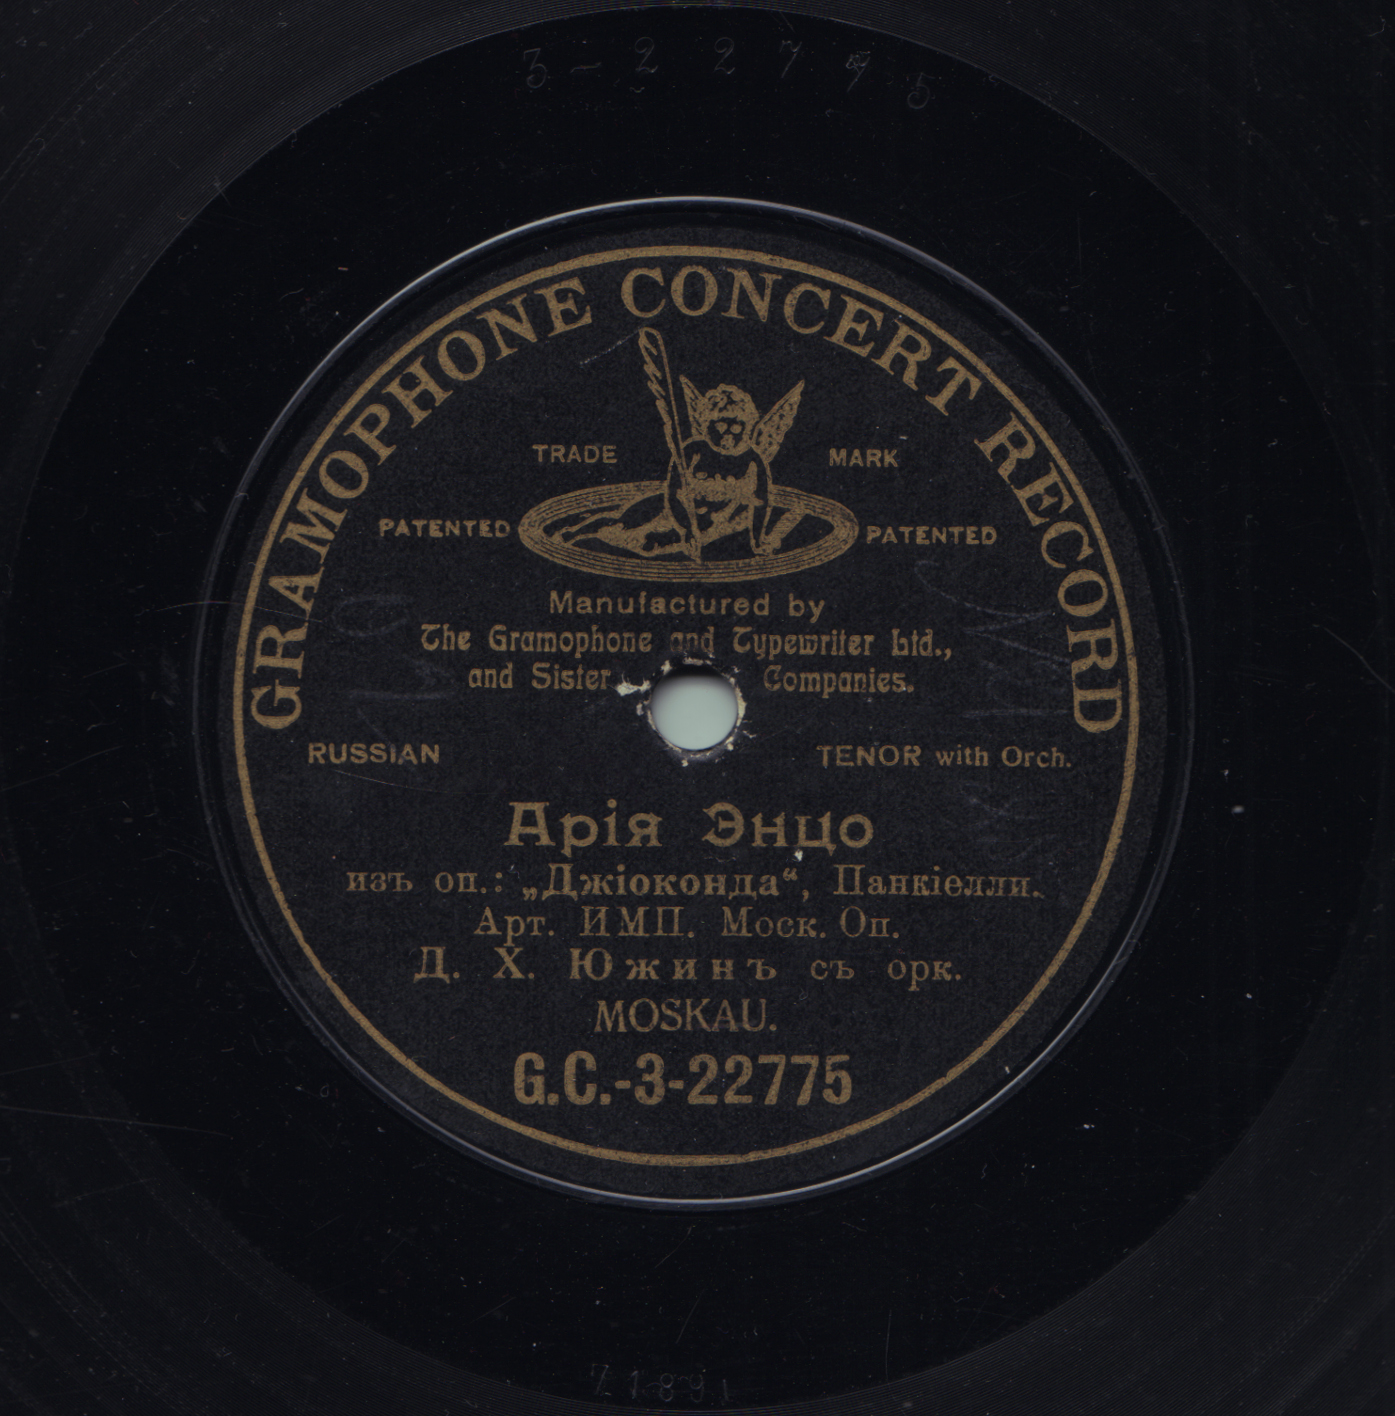 3-22775
GRAMOPHONE CONCERT RECORD
TRADE MARK
PATENTED PATENTED
Manufactured by
The Gramophone and Typewriter Ltd.,
and Sister Companies.
RUSSIAN TENOR with Orch.
Арія Энцо
изъ оп.: „Джіоконда“, Панкіелли.
Арт. ИМП. Моск. Оп.
Д. Х. Южинъ съ орк.
MOSKAU.
G.C.-3-22775